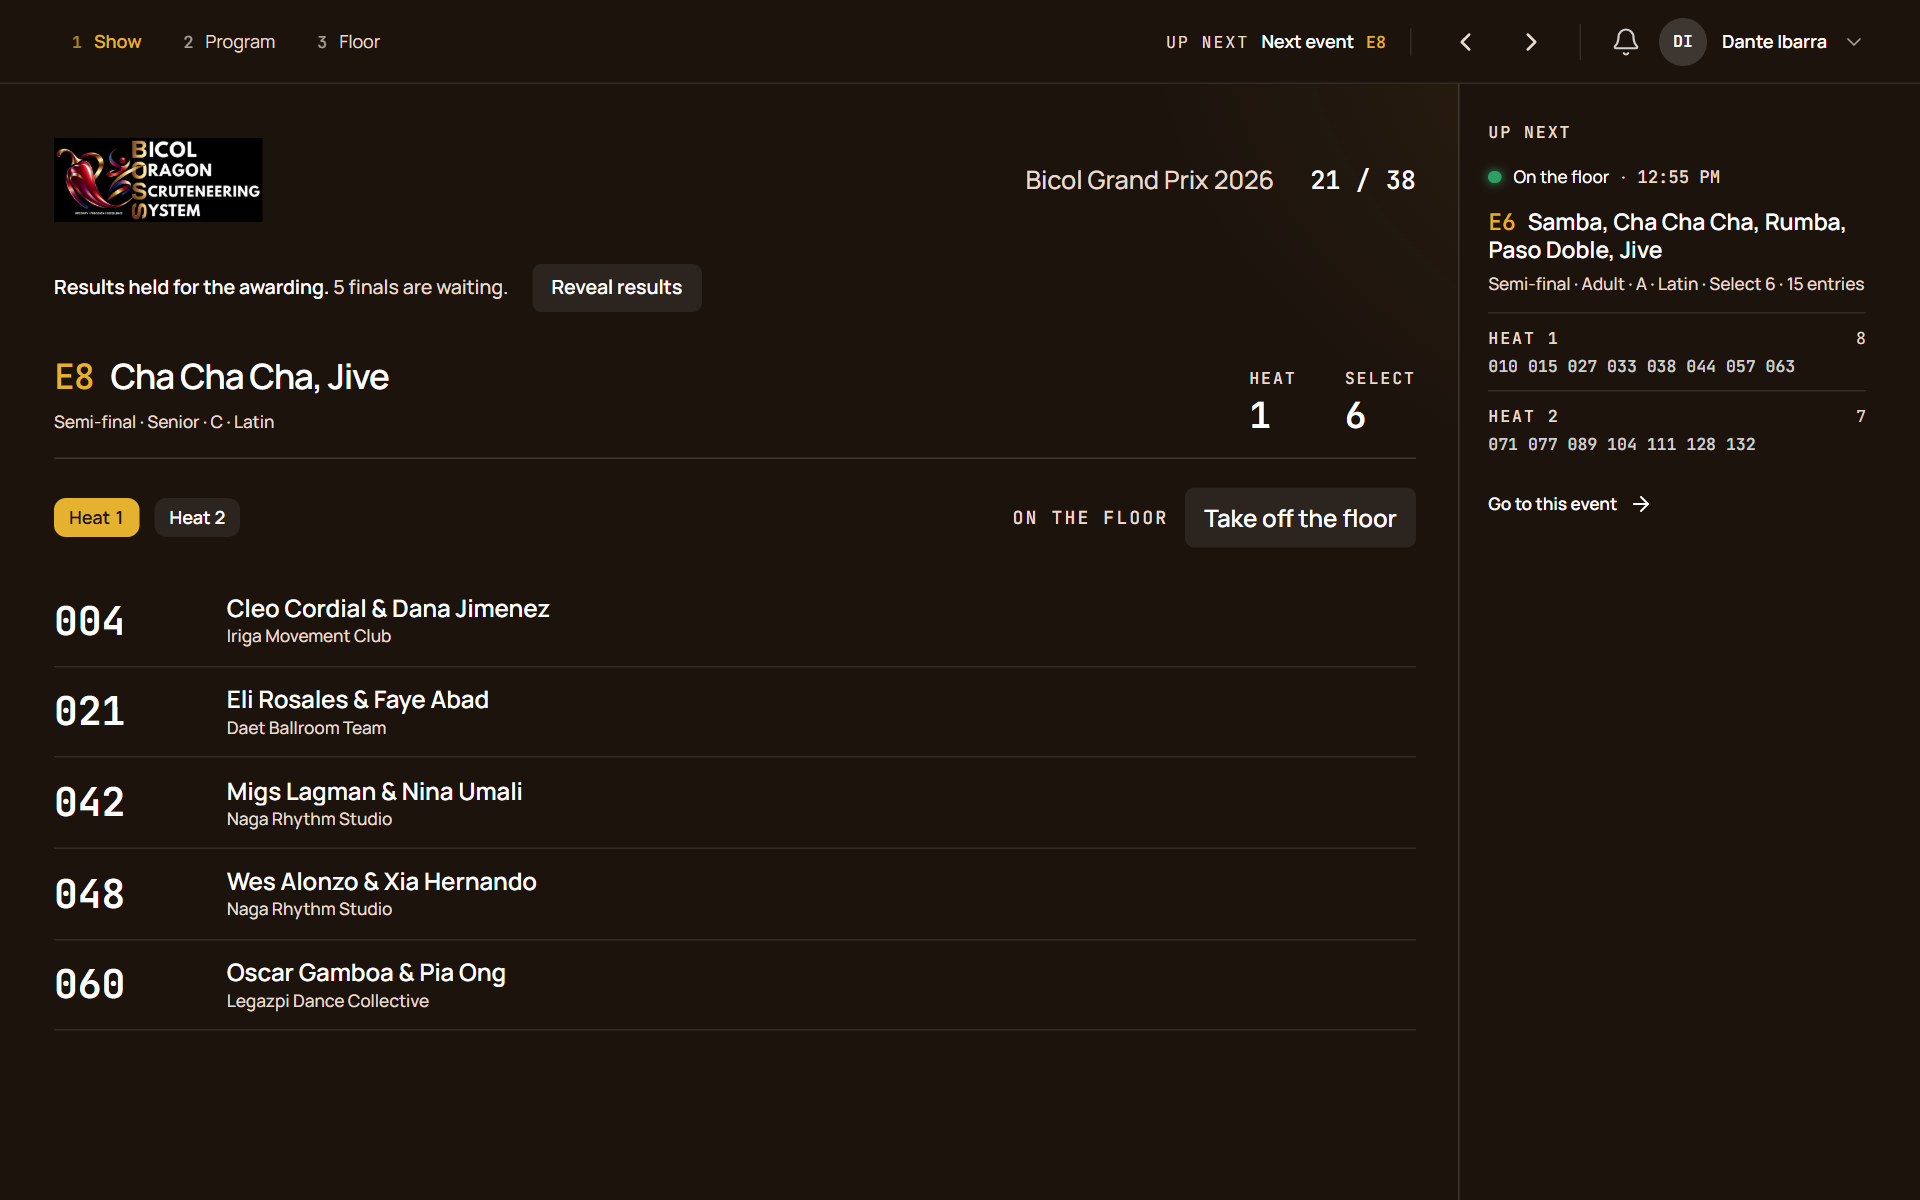 1 Show
2 Program
3 Floor
UP NEXT Next event E8
DI Dante Ibarra
BICOL
DRAGON
SCRUTENEERING
SYSTEM
Bicol Grand Prix 2026 21 / 38
Results held for the awarding. 5 finals are waiting. Reveal results
E8 Cha Cha Cha, Jive
Semi-final · Senior · C · Latin
HEAT SELECT
1 6
Heat 1 Heat 2 ON THE FLOOR Take off the floor
004 Cleo Cordial & Dana Jimenez
Iriga Movement Club
021 Eli Rosales & Faye Abad
Daet Ballroom Team
042 Migs Lagman & Nina Umali
Naga Rhythm Studio
048 Wes Alonzo & Xia Hernando
Naga Rhythm Studio
060 Oscar Gamboa & Pia Ong
Legazpi Dance Collective
UP NEXT
On the floor · 12:55 PM
E6 Samba, Cha Cha Cha, Rumba,
Paso Doble, Jive
Semi-final · Adult · A · Latin · Select 6 · 15 entries
HEAT 1 8
010 015 027 033 038 044 057 063
HEAT 2 7
071 077 089 104 111 128 132
Go to this event